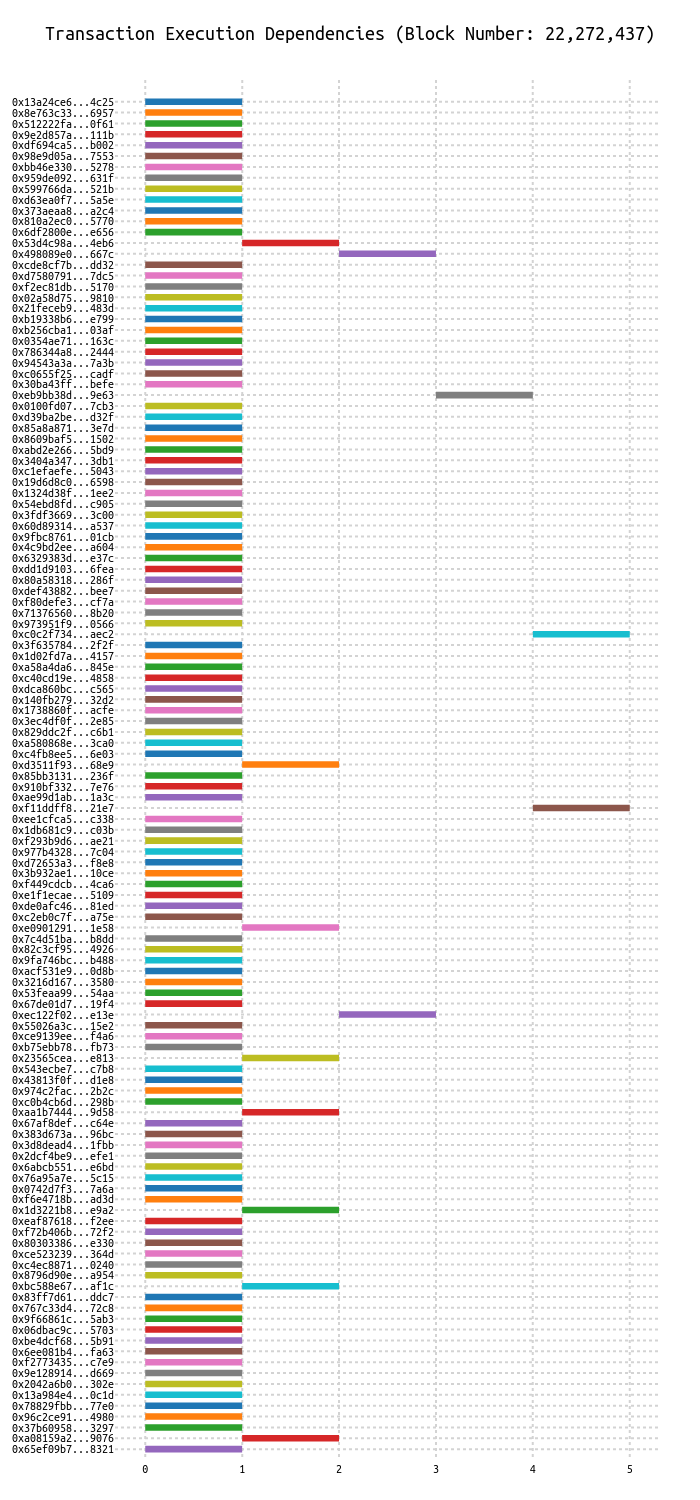 Transaction Execution Dependencies (Block Number: 22,272,437)
0x13a24ce6...4c25
0x8e763c33...6957
0x512222fa...0f61
0x9e2d857a...111b
0xdf694ca5...b002
0x98e9d05a...7553
0xbb46e330...5278
0x959de092...631f
0x599766da...521b
0xd63ea0f7...5a5e
0x373aeaa8...a2c4
0x810a2ec0...5770
0x6df2800e...e656
0x53d4c98a...4eb6
0x498089e0...667c
0xcde8cf7b...dd32
0xd7580791...7dc5
0xf2ec81db...5170
0x02a58d75...9810
0x21feceb9...483d
0xb19338b6...e799
0xb256cba1...03af
0x0354ae71...163c
0x786344a8...2444
0x94543a3a...7a3b
0xc0655f25...cadf
0x30ba43ff...befe
0xeb9bb38d...9e63
0x0100fd07...7cb3
0xd39ba2be...d32f
0x85a8a871...3e7d
0x8609baf5...1502
0xabd2e266...5bd9
0x3404a347...3db1
0xc1efaefe...5043
0x19d6d8c0...6598
0x1324d38f...1ee2
0x54ebd8fd...c905
0x3fdf3669...3c00
0x60d89314...a537
0x9fbc8761...01cb
0x4c9bd2ee...a604
0x6329383d...e37c
0xdd1d9103...6fea
0x80a58318...286f
0xdef43882...bee7
0xf80defe3...cf7a
0x71376560...8b20
0x973951f9...0566
0xc0c2f734...aec2
0x3f635784...2f2f
0x1d02fd7a...4157
0xa58a4da6...845e
0xc40cd19e...4858
0xdca860bc...c565
0x140fb279...32d2
0x1738860f...acfe
0x3ec4df0f...2e85
0x829ddc2f...c6b1
0xa580868e...3ca0
0xc4fb8ee5...6e03
0xd3511f93...68e9
0x85bb3131...236f
0x910bf332...7e76
0xae99d1ab...1a3c
0xf11ddff8...21e7
0xee1cfca5...c338
0x1db681c9...c03b
0xf293b9d6...ae21
0x977b4328...7c04
0xd72653a3...f8e8
0x3b932ae1...10ce
0xf449cdcb...4ca6
0xe1f1ecae...5109
0xde0afc46...81ed
0xc2eb0c7f...a75e
0xe0901291...1e58
0x7c4d51ba...b8dd
0x82c3cf95...4926
0x9fa746bc...b488
0xacf531e9...0d8b
0x3216d167...3580
0x53feaa99...54aa
0x67de01d7...19f4
0xec122f02...e13e
0x55026a3c...15e2
0xce9139ee...f4a6
0xb75ebb78...fb73
0x23565cea...e813
0x543ecbe7...c7b8
0x43813f0f...d1e8
0x974c2fac...2b2c
0xc0b4cb6d...298b
0xaa1b7444...9d58
0x67af8def...c64e
0x383d673a...96bc
0x3d8dead4...1fbb
0x2dcf4be9...efe1
0x6abcb551...e6bd
0x76a95a7e...5c15
0x0742d7f3...7a6a
0xf6e4718b...ad3d
0x1d3221b8...e9a2
0xeaf87618...f2ee
0xf72b406b...72f2
0x80303386...e330
0xce523239...364d
0xc4ec8871...0240
0x8796d90e...a954
0xbc588e67...af1c
0x83ff7d61...ddc7
0x767c33d4...72c8
0x9f66861c...5ab3
0x06dbac9c...5703
0xbe4dcf68...5b91
0x6ee081b4...fa63
0xf2773435...c7e9
0x9e128914...d669
0x2042a6b0...302e
0x13a984e4...0c1d
0x78829fbb...77e0
0x96c2ce91...4980
0x37b60958...3297
0xa08159a2...9076
0x65ef09b7...8321
0 1 2 3 4 5